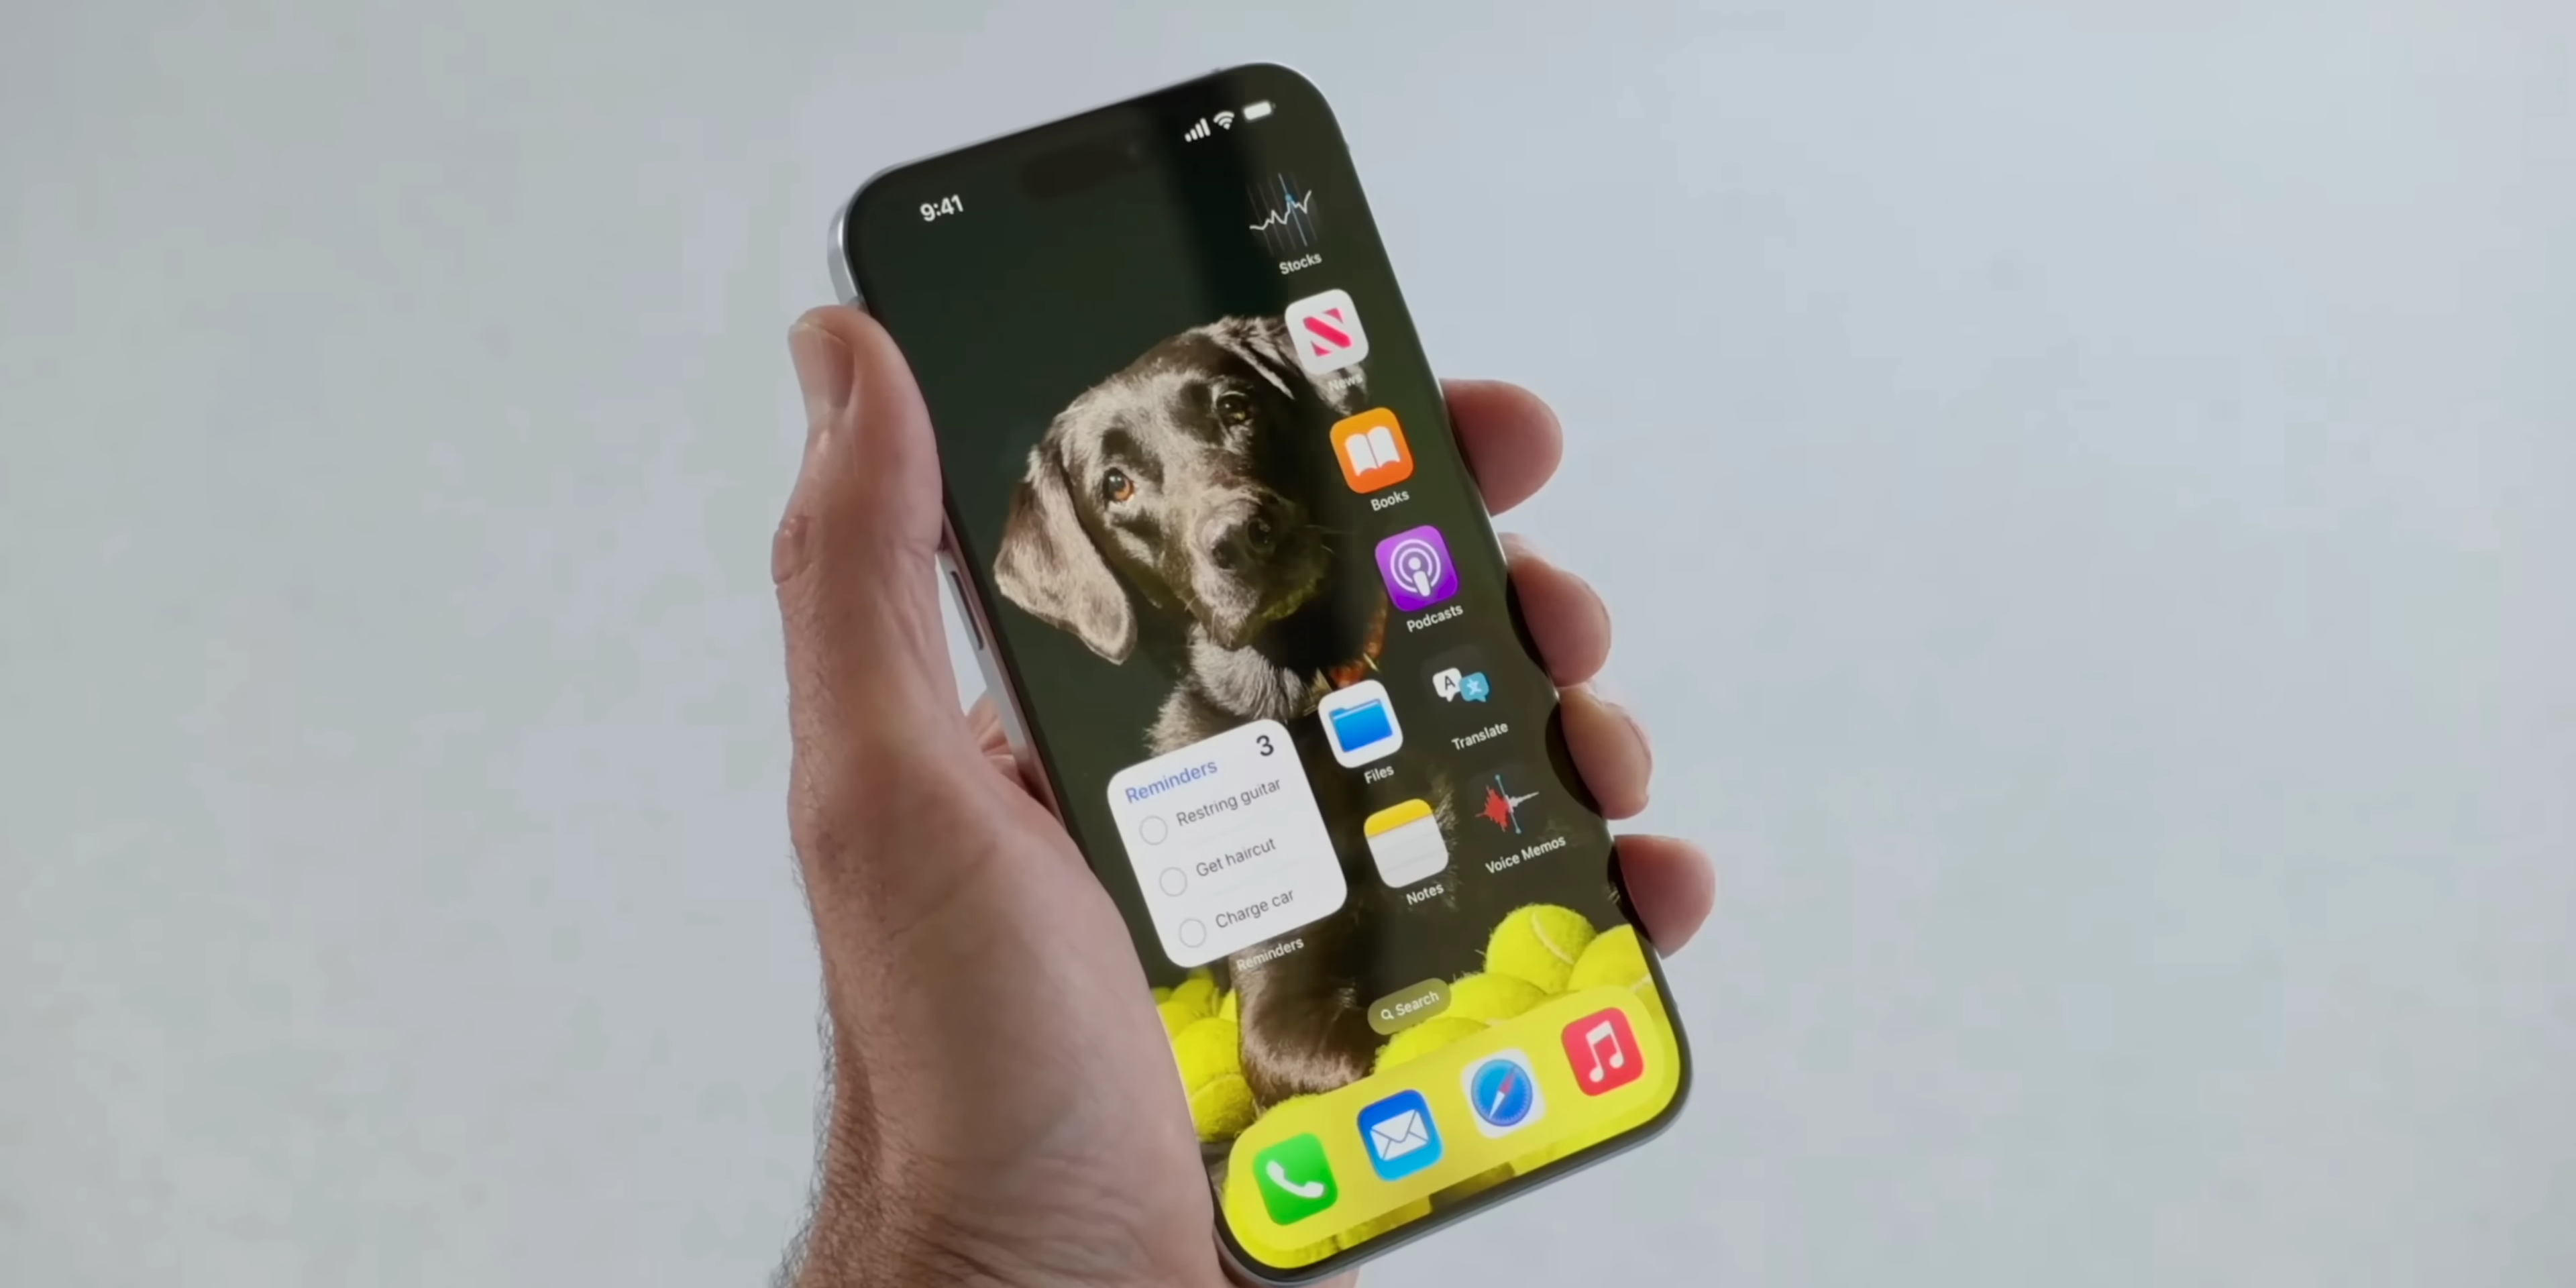 9:41
Stocks
News
Books
Podcasts
Translate
Files
Voice Memos
Notes
Reminders 3
Restring guitar
Get haircut
Charge car
Reminders
Search